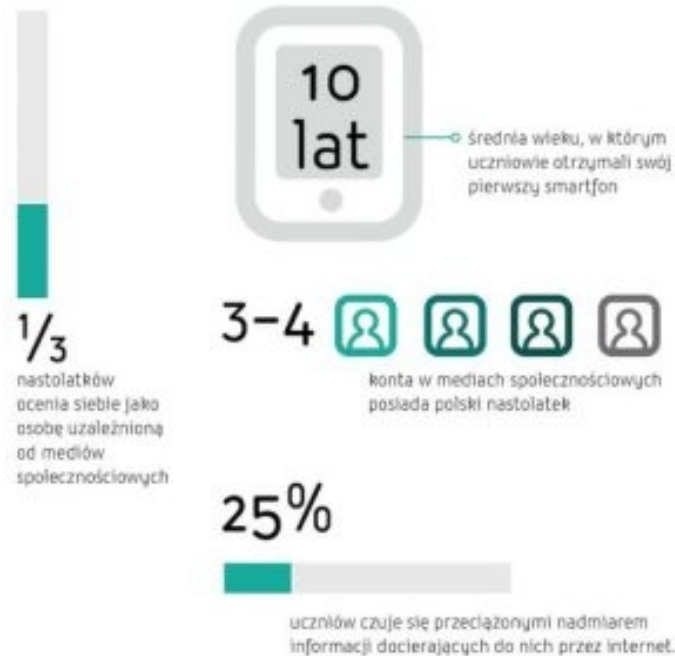 10
lat
średnia wieku, w którym
uczniowie otrzymali swój
pierwszy smartfon
1/3
nastolatków
ocenia siebie jako
osobę uzależnioną
od mediów
społecznościowych
3-4
konta w mediach społecznościowych
posiada polski nastolatek
25%
uczniów czuje się przeciążonymi nadmiarem
informacji docierających do nich przez internet.